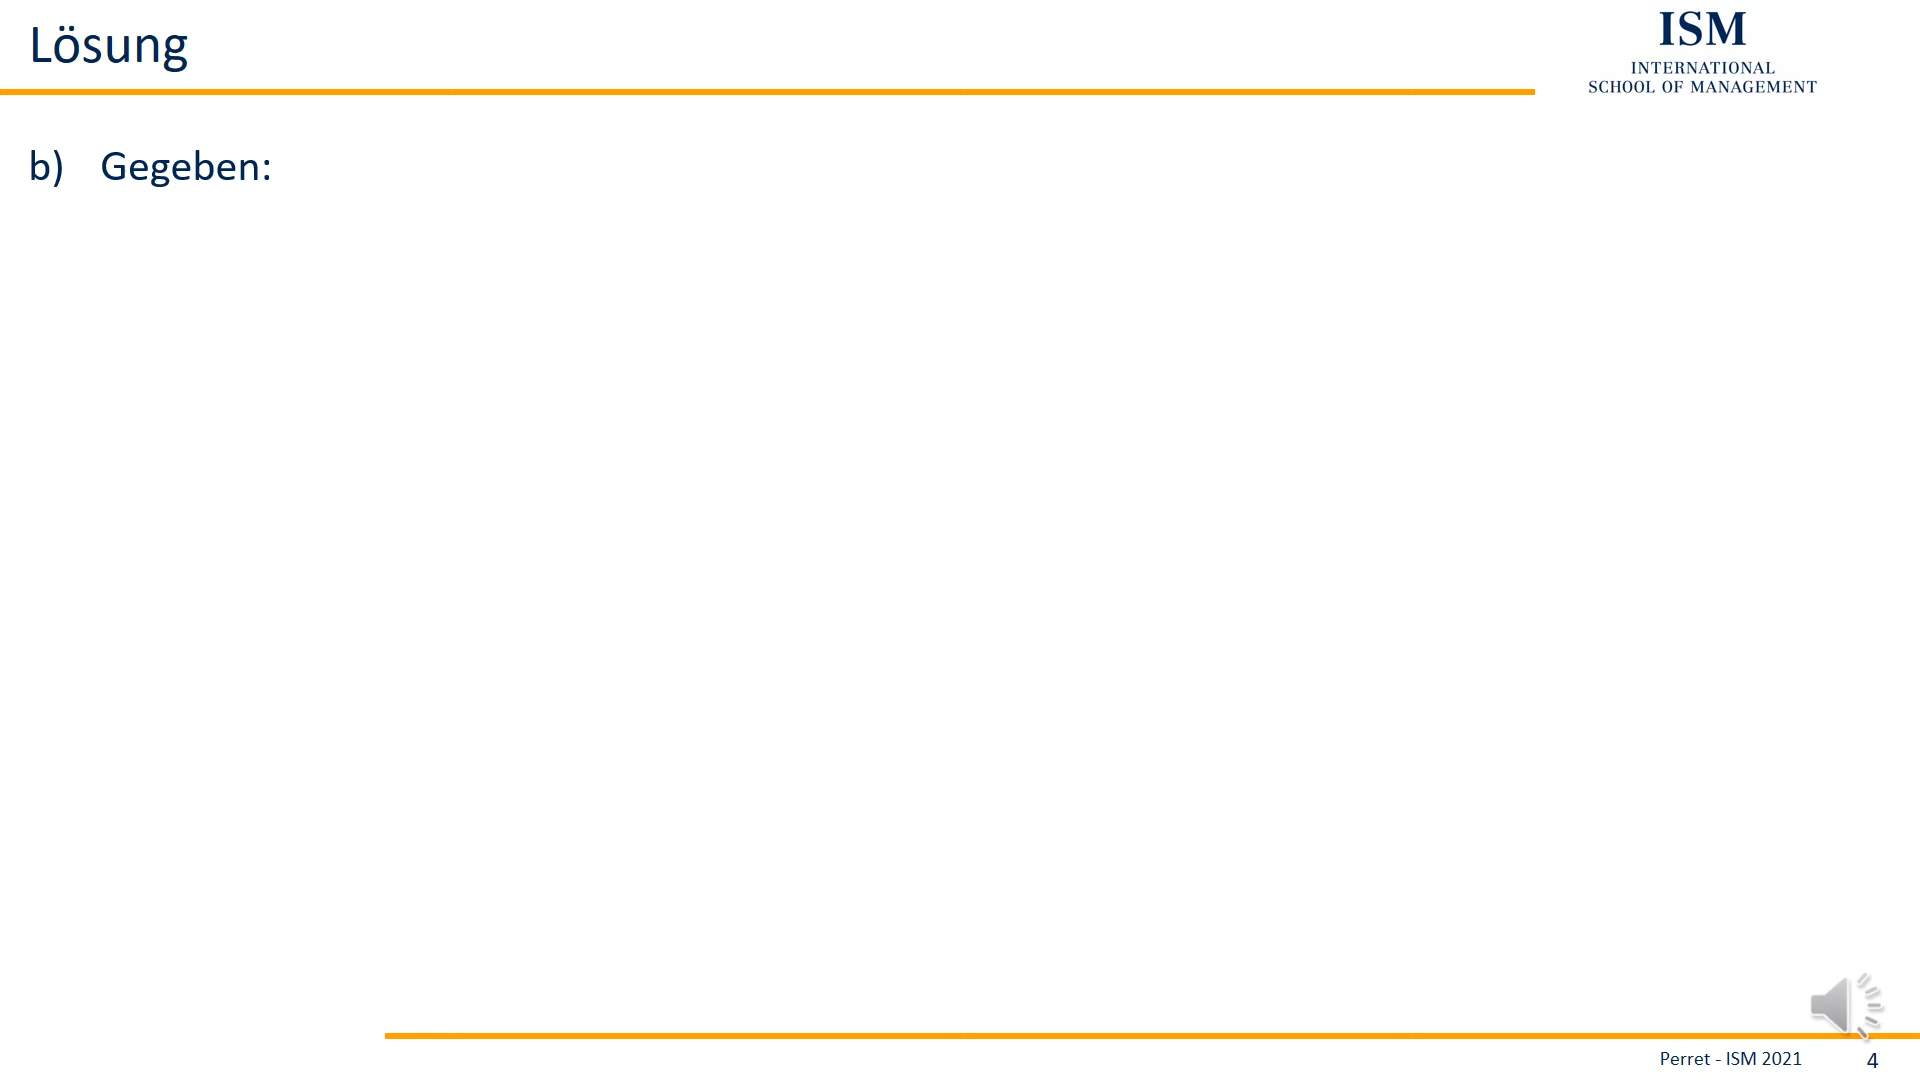 Lösung
ISM
INTERNATIONAL
SCHOOL OF MANAGEMENT
b) Gegeben:
Perret - ISM 2021
4